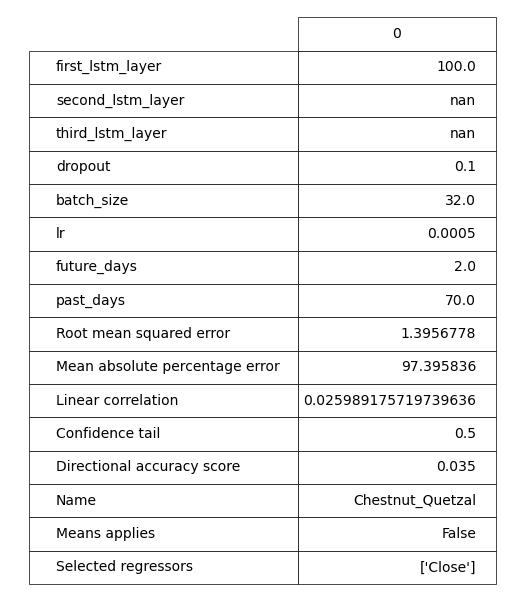 0
first_lstm_layer 100.0
second_lstm_layer nan
third_lstm_layer nan
dropout 0.1
batch_size 32.0
lr 0.0005
future_days 2.0
past_days 70.0
Root mean squared error 1.3956778
Mean absolute percentage error 97.395836
Linear correlation 0.025989175719739636
Confidence tail 0.5
Directional accuracy score 0.035
Name Chestnut_Quetzal
Means applies False
Selected regressors ['Close']